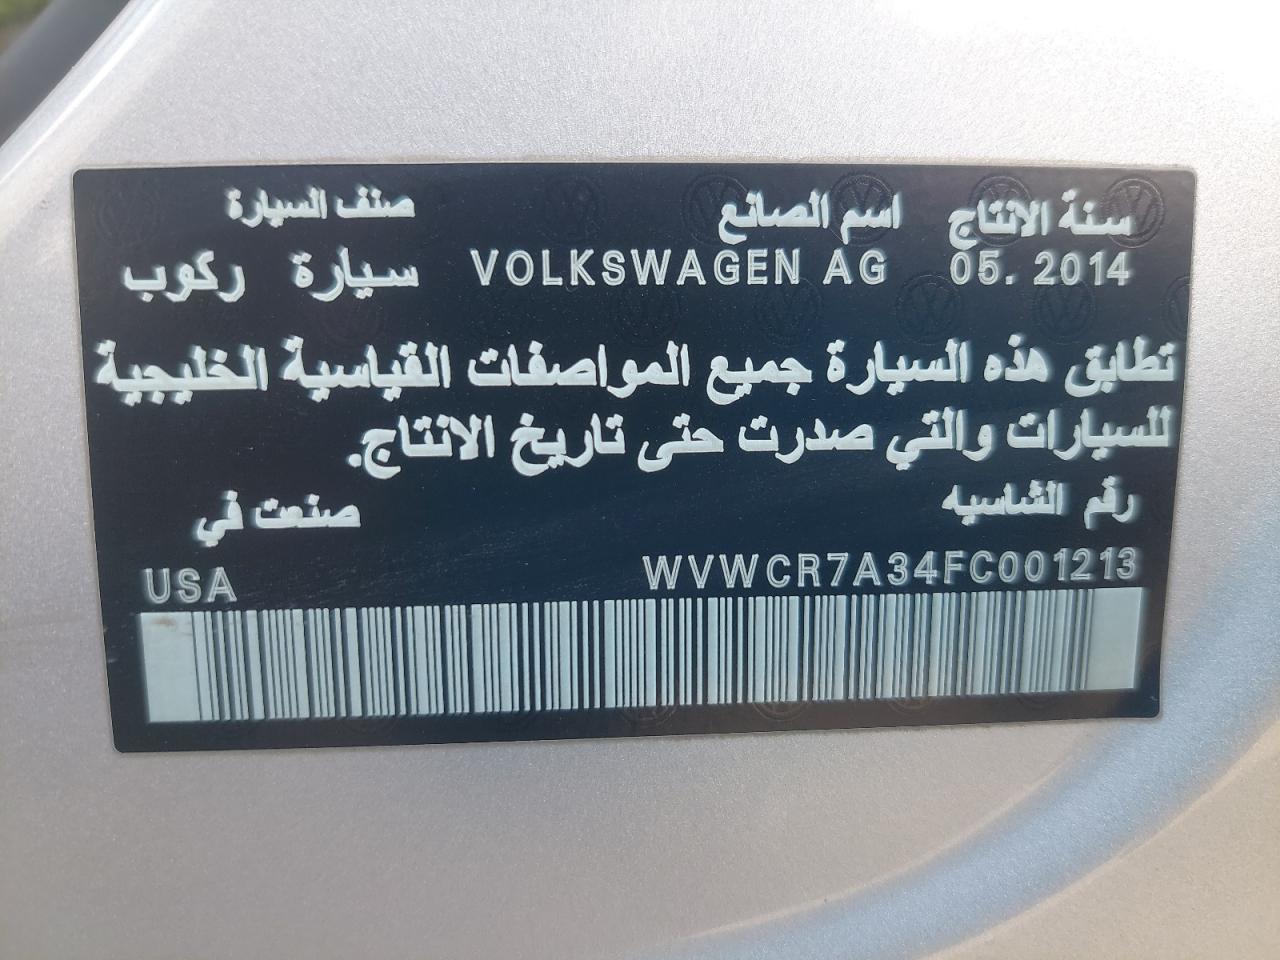 سنة الانتاج اسم الصانع صنف السيارة
05. 2014 VOLKSWAGEN AG سيارة ركوب
تطابق هذه السيارة جميع المواصفات القياسية الخليجية
للسيارات والتي صدرت حتى تاريخ الانتاج.
رقم الشاسيه صنعت في
WVWCR7A34FC001213 USA